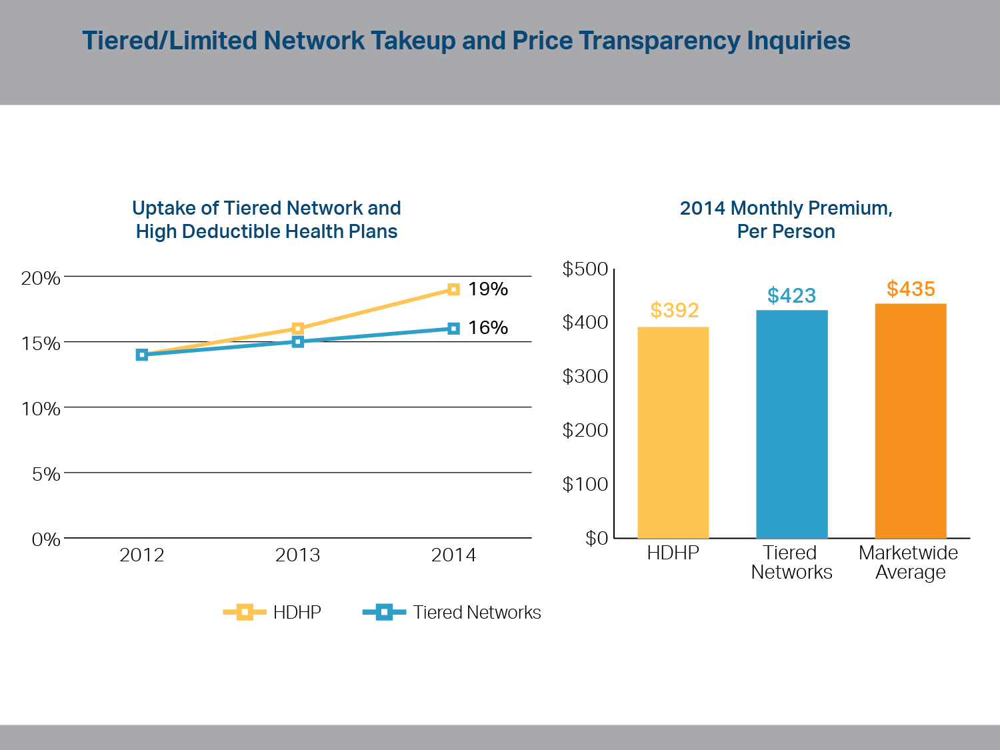 Tiered/Limited Network Takeup and Price Transparency Inquiries
Uptake of Tiered Network and
High Deductible Health Plans
20%
15%
10%
5%
0%
19%
16%
2012 2013 2014
HDHP Tiered Networks
2014 Monthly Premium,
Per Person
$500
$400
$300
$200
$100
$0
$392 $423 $435
HDHP Tiered Marketwide
Networks Average